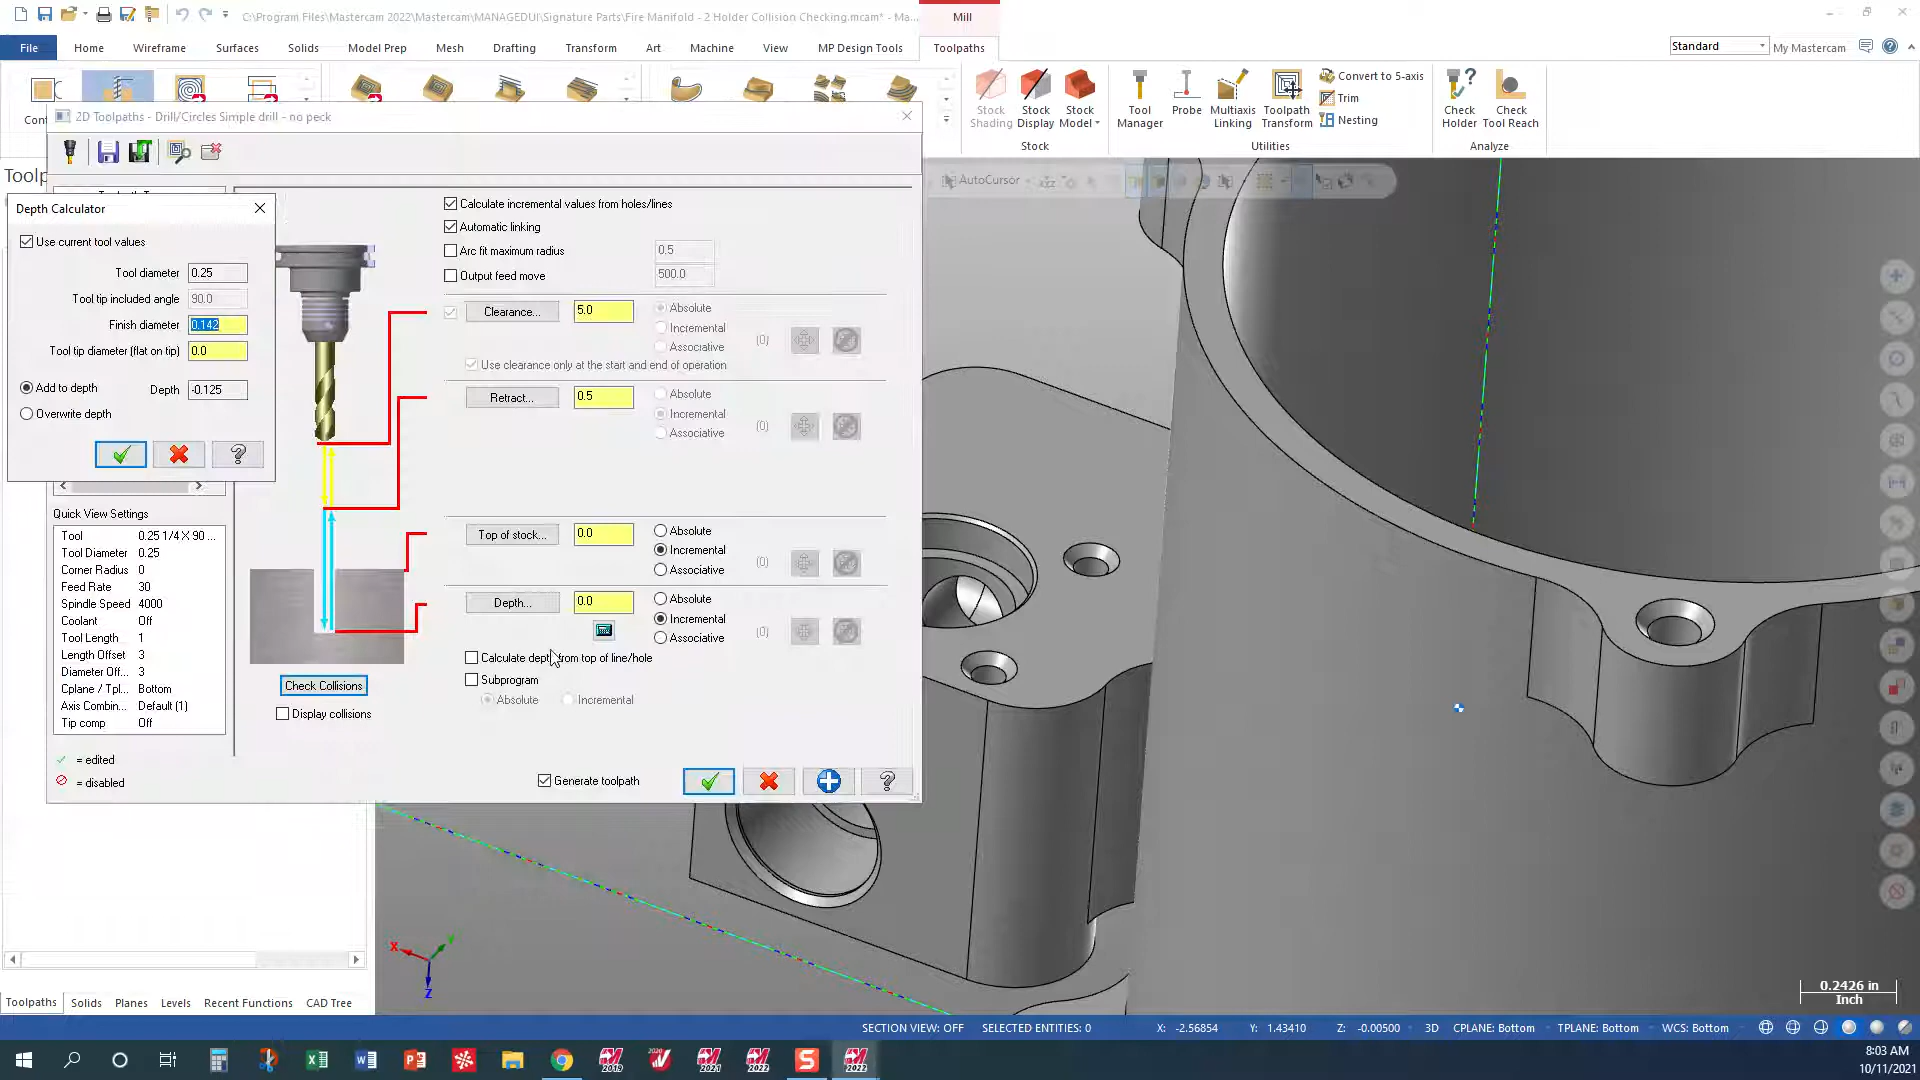 C:\Program Files\Mastercam 2022\Mastercam\MANAGEDUI\Signature Parts\Fire Manifold - 2 Holder Collision Checking.mcam* - Ma...
Mill
File
Home
Wireframe
Surfaces
Solids
Model Prep
Mesh
Drafting
Transform
Art
Machine
View
MP Design Tools
Toolpaths
Standard
My Mastercam
Stock Shading
Stock Display
Stock Model
Stock
Tool Manager
Probe
Multiaxis Linking
Toolpath Transform
Convert to 5-axis
Trim
Nesting
Utilities
Check Holder
Check Tool Reach
Analyze
2D Toolpaths - Drill/Circles Simple drill - no peck
AutoCursor
Depth Calculator
Use current tool values
Tool diameter 0.25
Tool tip included angle 90.0
Finish diameter 0.142
Tool tip diameter (flat on tip) 0.0
Add to depth
Depth -0.125
Overwrite depth
Quick View Settings
Tool 0.25 1/4 X 90 ...
Tool Diameter 0.25
Corner Radius 0
Feed Rate 30
Spindle Speed 4000
Coolant Off
Tool Length 1
Length Offset 3
Diameter Off... 3
Cplane / Tpl... Bottom
Axis Combin... Default (1)
Tip comp Off
= edited
= disabled
Check Collisions
Display collisions
Calculate incremental values from holes/lines
Automatic linking
Arc fit maximum radius 0.5
Output feed move 500.0
Clearance... 5.0
Absolute
Incremental
Associative (0)
Use clearance only at the start and end of operation
Retract... 0.5
Absolute
Incremental
Associative (0)
Top of stock... 0.0
Absolute
Incremental
Associative (0)
Depth... 0.0
Absolute
Incremental
Associative (0)
Calculate depth from top of line/hole
Subprogram
Absolute
Incremental
Generate toolpath
X
Y
Z
0.2426 in
Inch
Toolpaths
Solids
Planes
Levels
Recent Functions
CAD Tree
SECTION VIEW: OFF
SELECTED ENTITIES: 0
X: -2.56854
Y: 1.43410
Z: -0.00500
3D
CPLANE: Bottom
TPLANE: Bottom
WCS: Bottom
8:03 AM
10/11/2021